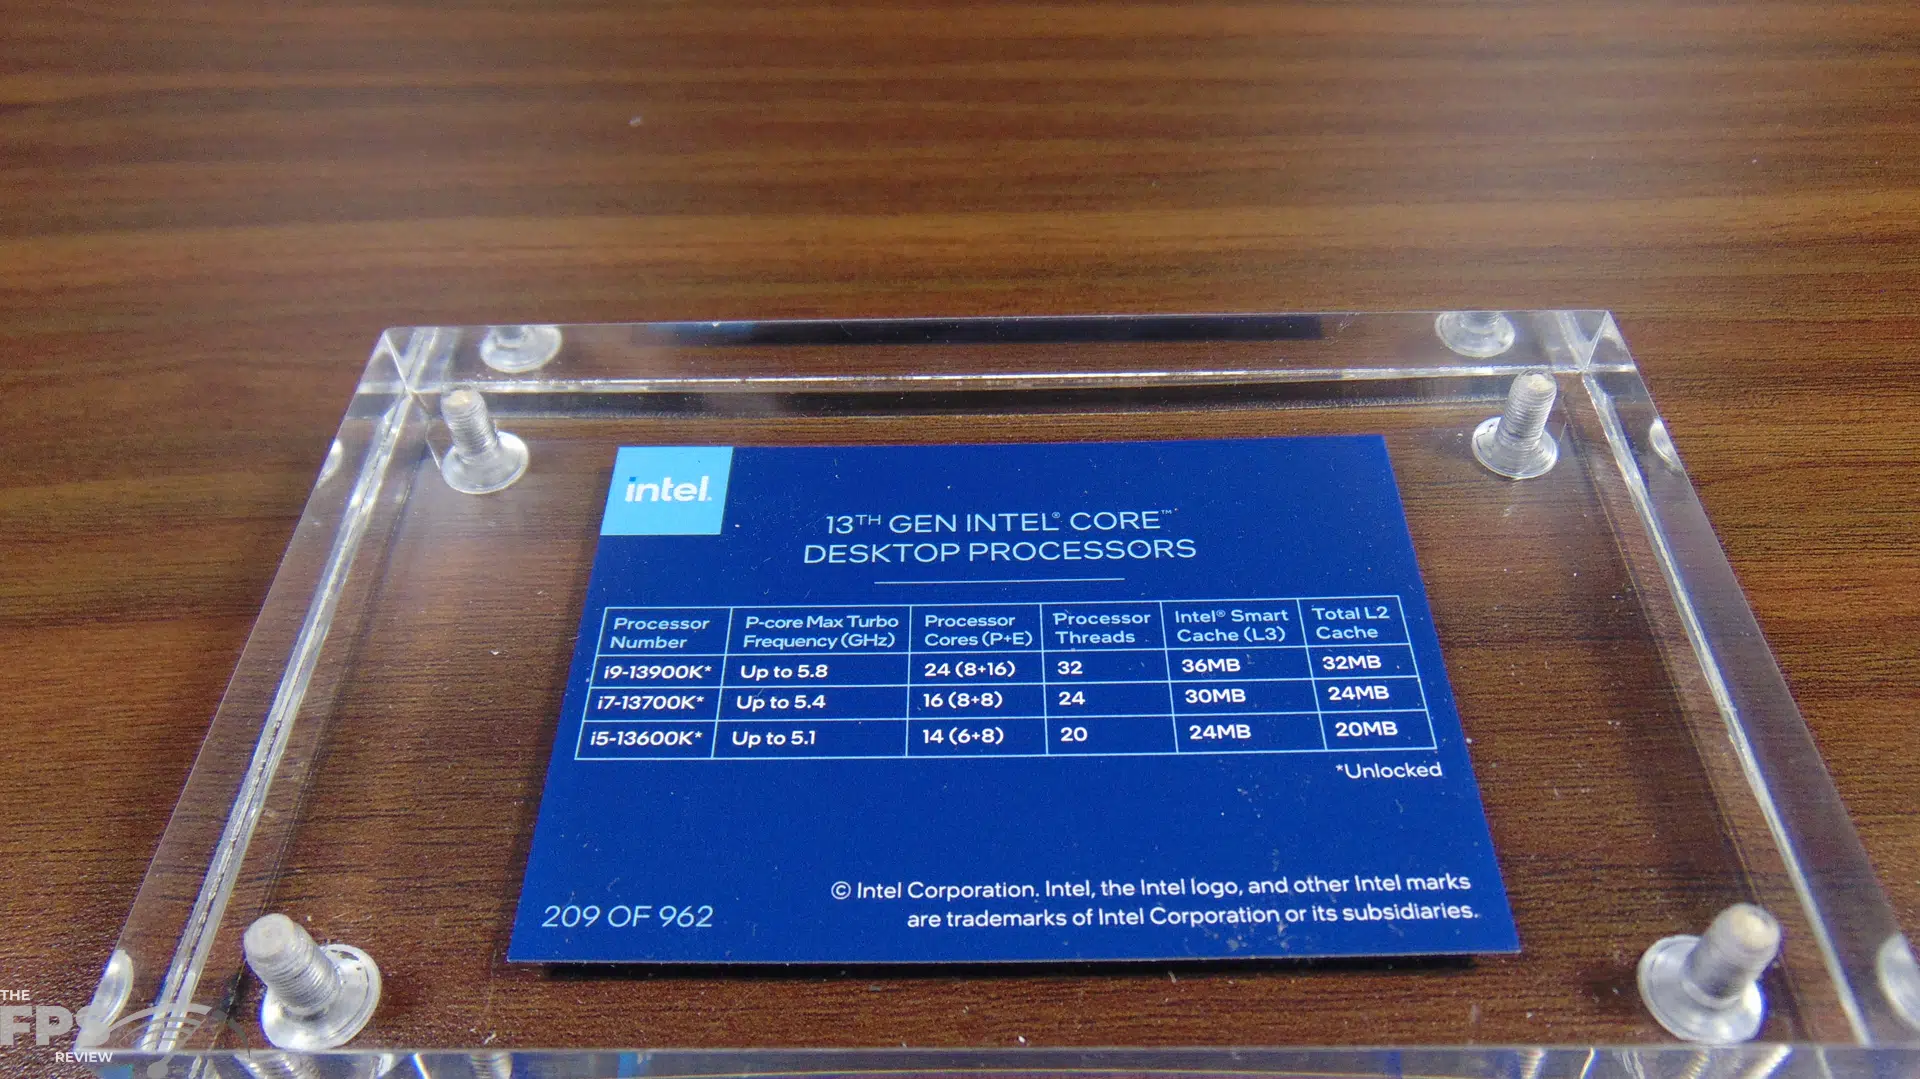 intel.
13TH GEN INTEL® CORE™
DESKTOP PROCESSORS
Processor Number P-core Max Turbo Frequency (GHz) Processor Cores (P+E) Processor Threads Intel® Smart Cache (L3) Total L2 Cache
i9-13900K* Up to 5.8 24 (8+16) 32 36MB 32MB
i7-13700K* Up to 5.4 16 (8+8) 24 30MB 24MB
i5-13600K* Up to 5.1 14 (6+8) 20 24MB 20MB
*Unlocked
© Intel Corporation. Intel, the Intel logo, and other Intel marks
are trademarks of Intel Corporation or its subsidiaries.
209 OF 962
THE
FPS
REVIEW